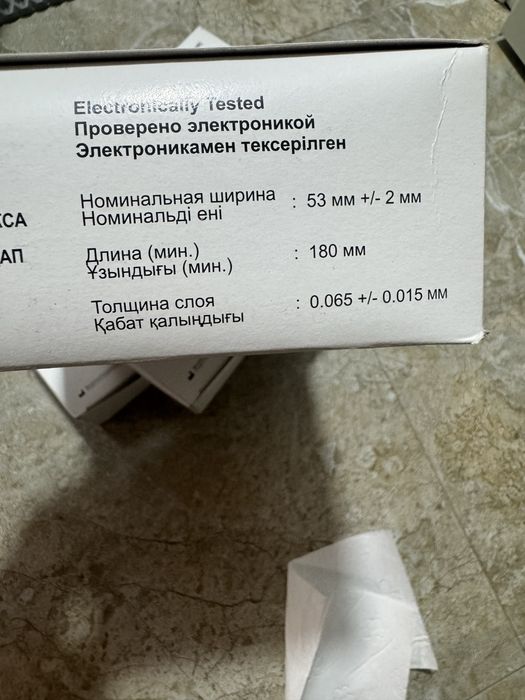 Electronically Tested
Проверено электроникой
Электроникамен тексерілген
Номинальная ширина : 53 мм +/- 2 мм
Номинальді ені
КСА
Длина (мин.) : 180 мм
АП
Ұзындығы (мин.)
Толщина слоя : 0.065 +/- 0.015 мм
Қабат қалыңдығы